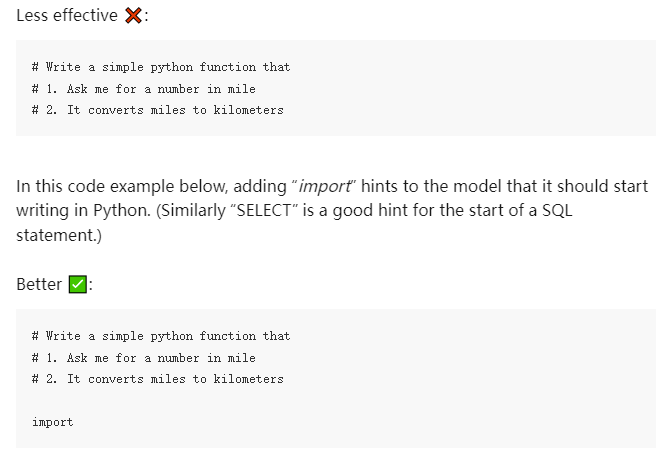 Less effective ❌:
# Write a simple python function that
# 1. Ask me for a number in mile
# 2. It converts miles to kilometers
In this code example below, adding “import” hints to the model that it should start
writing in Python. (Similarly “SELECT” is a good hint for the start of a SQL
statement.)
Better ✅:
# Write a simple python function that
# 1. Ask me for a number in mile
# 2. It converts miles to kilometers
import